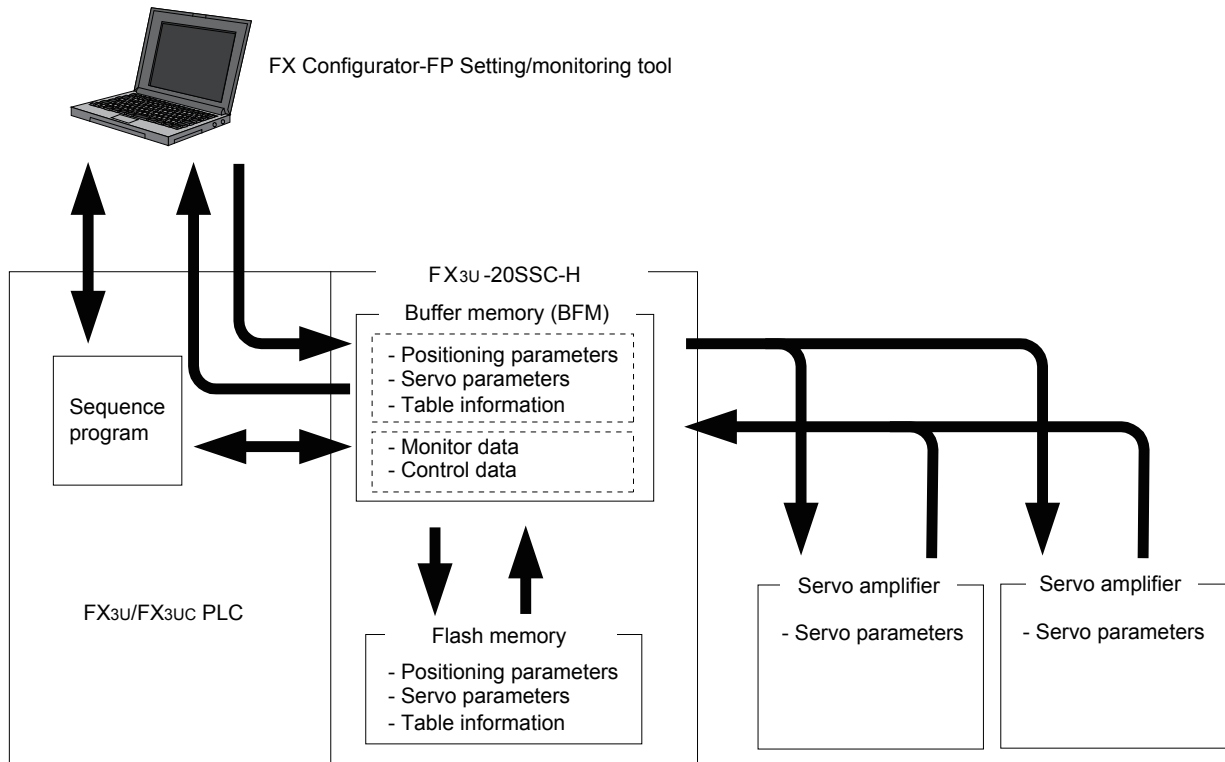 FX Configurator-FP Setting/monitoring tool
FX3U-20SSC-H
Buffer memory (BFM)
- Positioning parameters
- Servo parameters
- Table information
- Monitor data
- Control data
Sequence
program
FX3U/FX3UC PLC
Flash memory
- Positioning parameters
- Servo parameters
- Table information
Servo amplifier
- Servo parameters
Servo amplifier
- Servo parameters